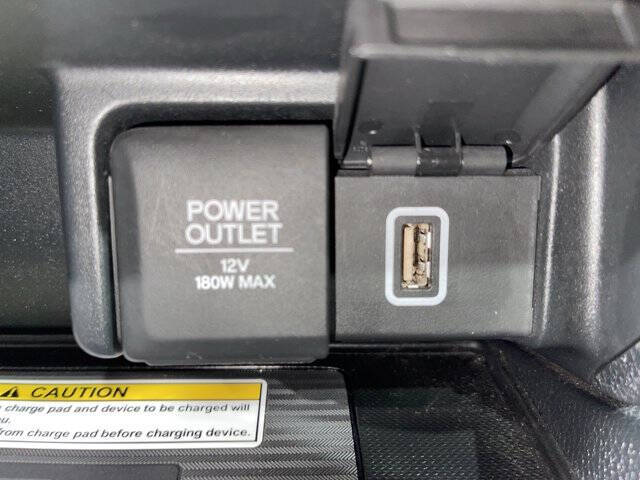 POWER
OUTLET
12V
180W MAX
CAUTION
charge pad and device to be charged will
from charge pad before charging device.